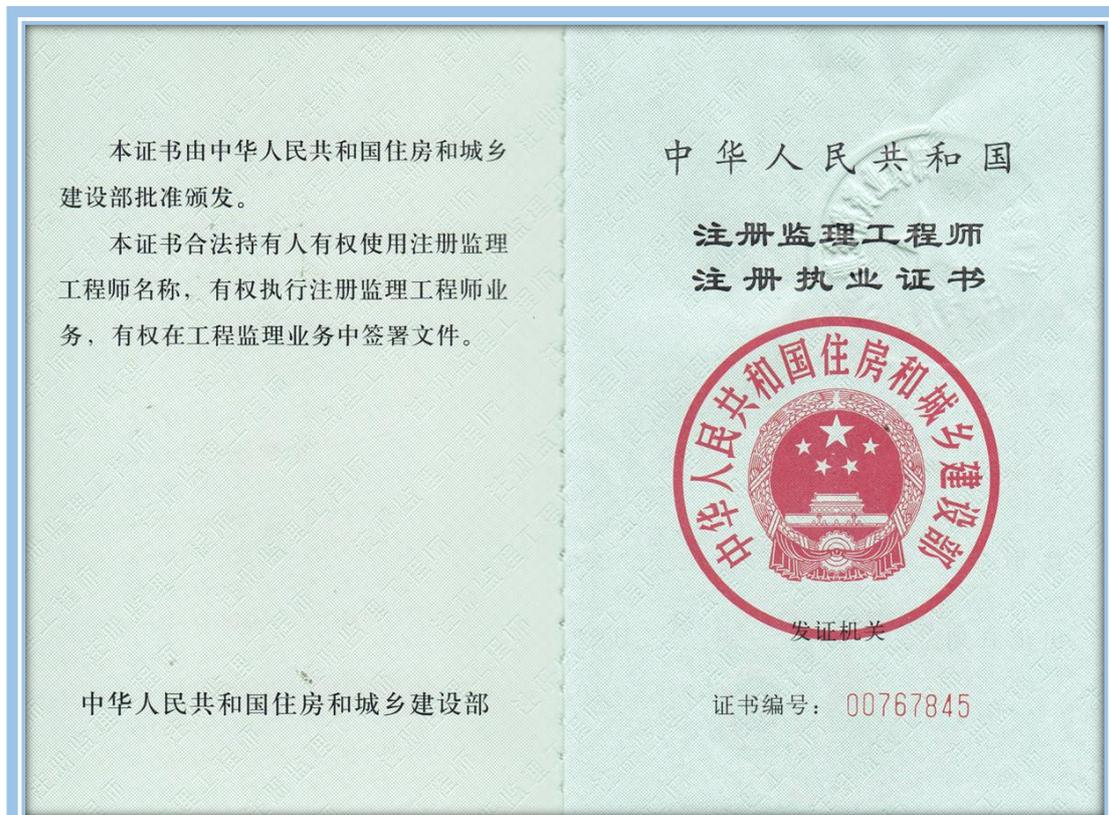 本证书由中华人民共和国住房和城乡
建设部批准颁发。
本证书合法持有人有权使用注册监理
工程师名称，有权执行注册监理工程师业
务，有权在工程监理业务中签署文件。
中华人民共和国住房和城乡建设部
中华人民共和国
注册监理工程师
注册执业证书
中华人民共和国住房和城乡建设部
发证机关
证书编号：00767845